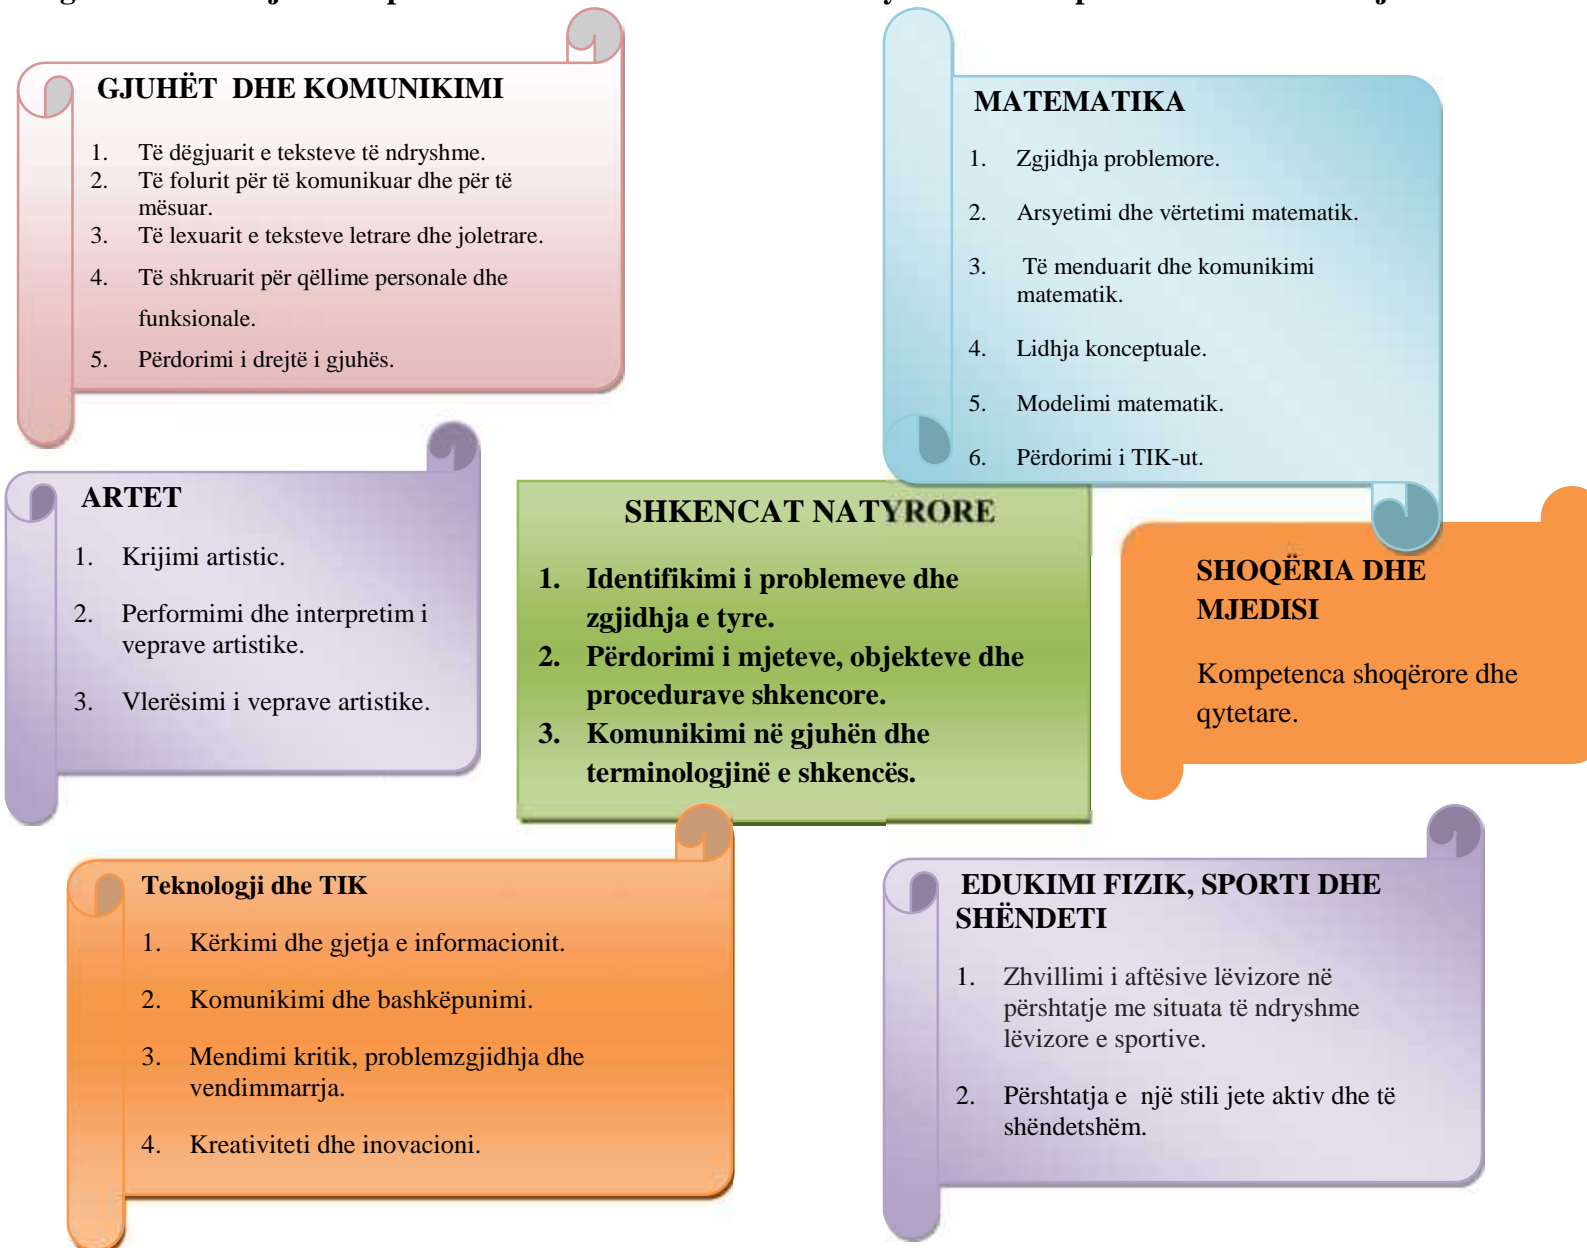 GJUHËT DHE KOMUNIKIMI
1. Të dëgjuarit e teksteve të ndryshme.
2. Të folurit për të komunikuar dhe për të
mësuar.
3. Të lexuarit e teksteve letrare dhe joletrare.
4. Të shkruarit për qëllime personale dhe
funksionale.
5. Përdorimi i drejtë i gjuhës.
MATEMATIKA
1. Zgjidhja problemore.
2. Arsyetimi dhe vërtetimi matematik.
3. Të menduarit dhe komunikimi
matematik.
4. Lidhja konceptuale.
5. Modelimi matematik.
6. Përdorimi i TIK-ut.
ARTET
1. Krijimi artistic.
2. Performimi dhe interpretim i
veprave artistike.
3. Vlerësimi i veprave artistike.
SHKENCAT NATYRORE
1. Identifikimi i problemeve dhe
zgjidhja e tyre.
2. Përdorimi i mjeteve, objekteve dhe
procedurave shkencore.
3. Komunikimi në gjuhën dhe
terminologjinë e shkencës.
SHOQËRIA DHE
MJEDISI
Kompetenca shoqërore dhe
qytetare.
Teknologji dhe TIK
1. Kërkimi dhe gjetja e informacionit.
2. Komunikimi dhe bashkëpunimi.
3. Mendimi kritik, problemzgjidhja dhe
vendimmarrja.
4. Kreativiteti dhe inovacioni.
EDUKIMI FIZIK, SPORTI DHE
SHËNDETI
1. Zhvillimi i aftësive lëvizore në
përshtatje me situata të ndryshme
lëvizore e sportive.
2. Përshtatja e një stili jete aktiv dhe të
shëndetshëm.